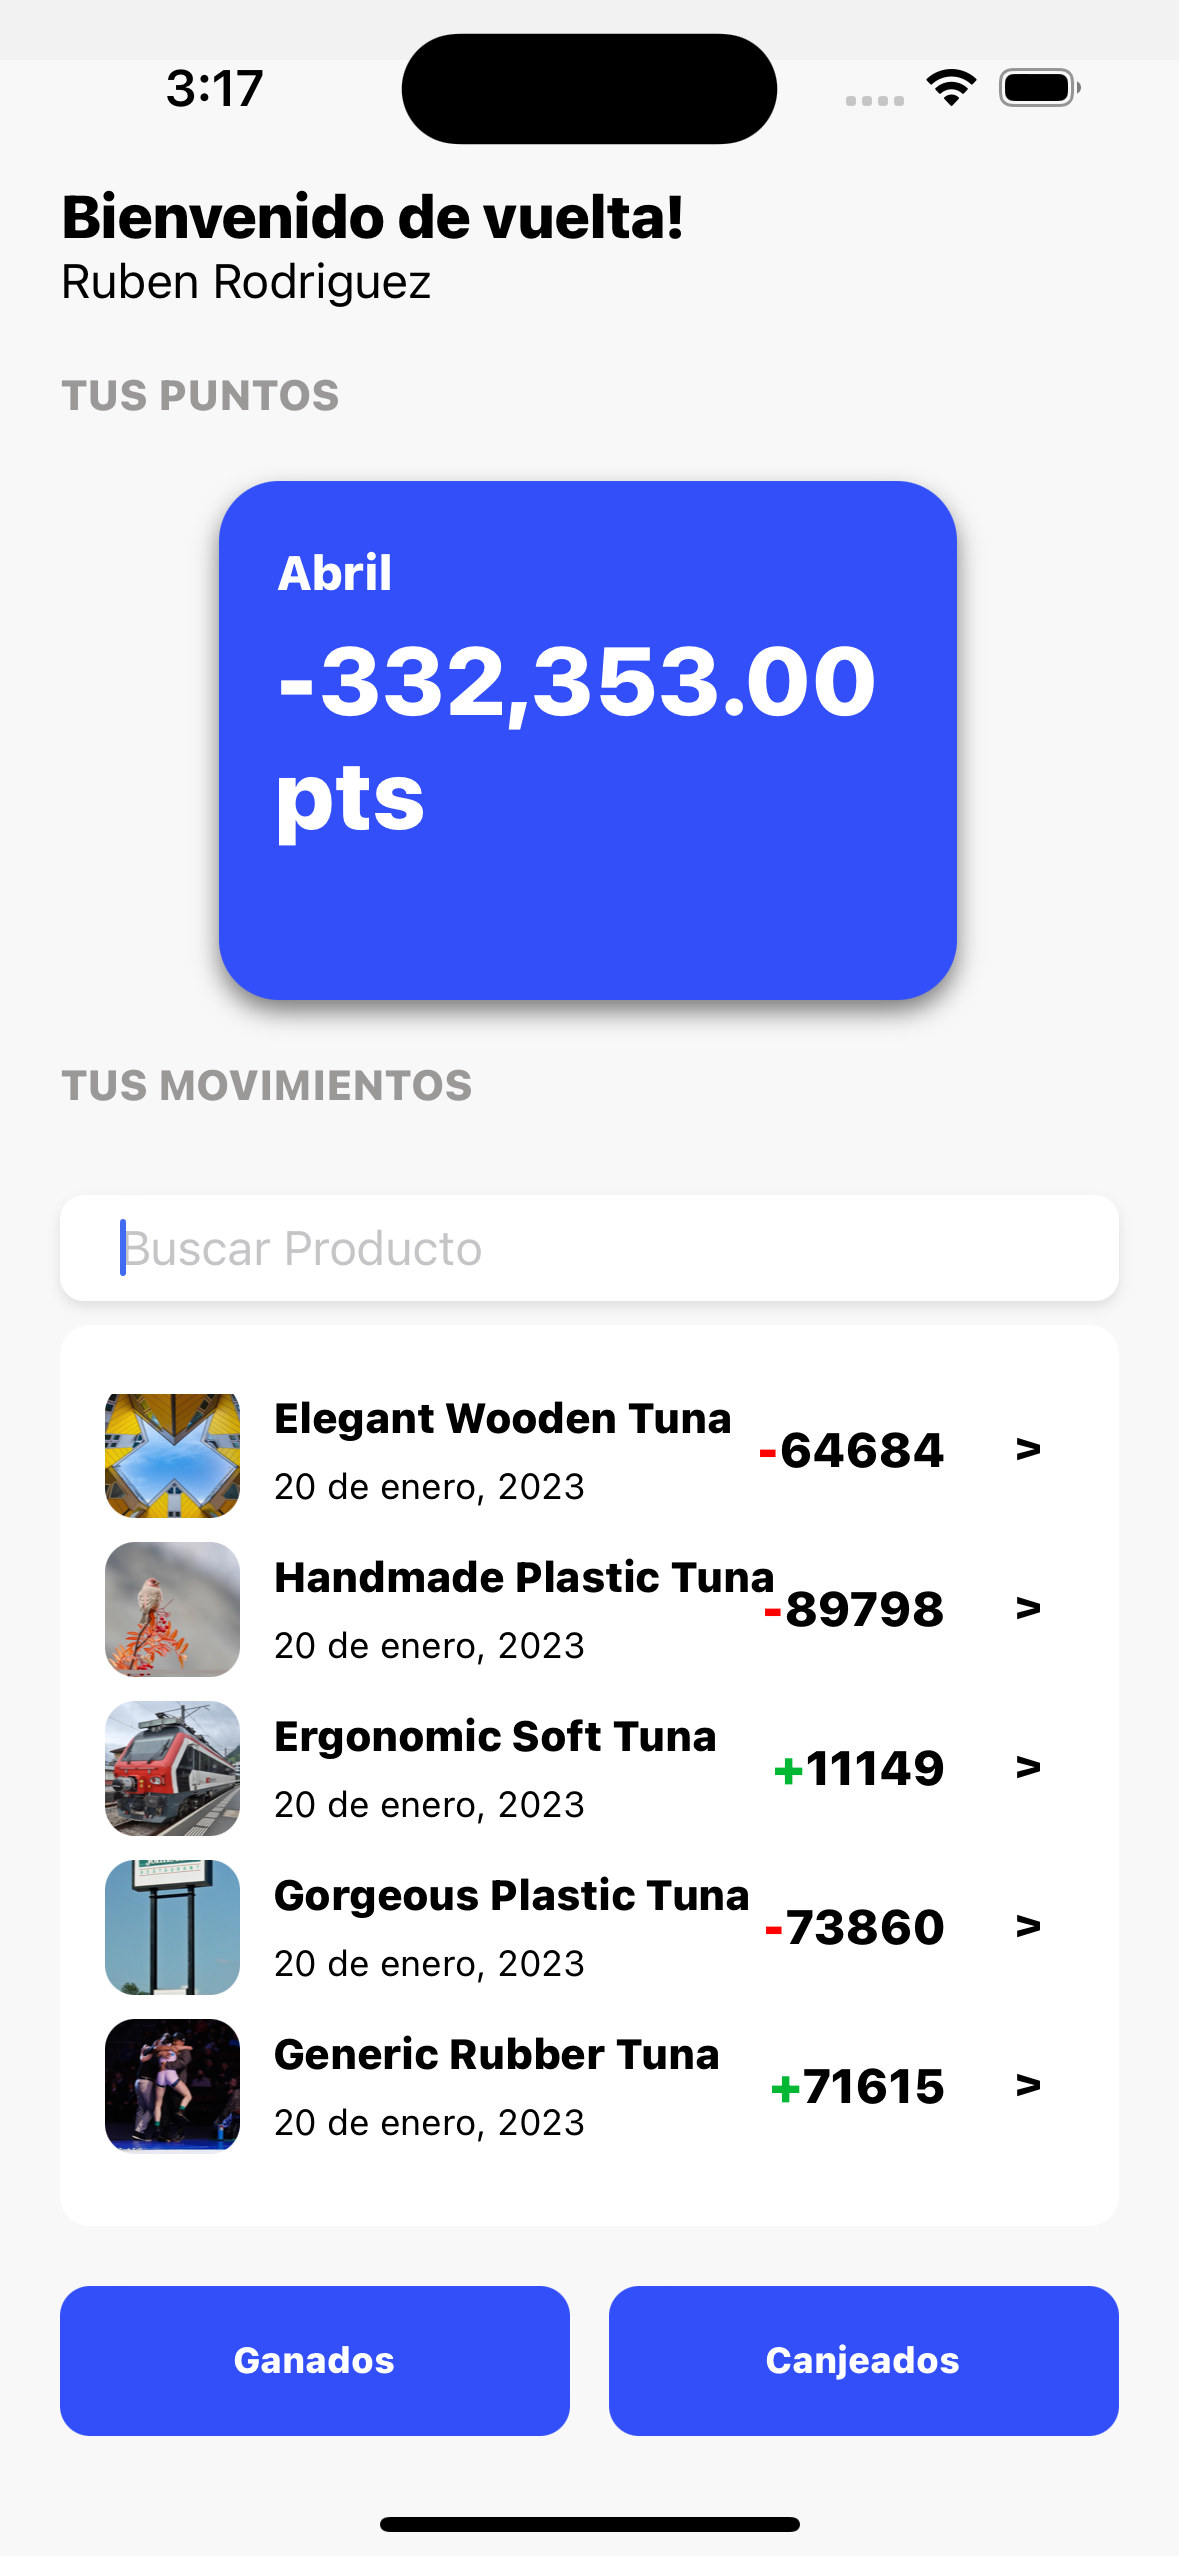 3:17
Bienvenido de vuelta!
Ruben Rodriguez
TUS PUNTOS
Abril
-332,353.00
pts
TUS MOVIMIENTOS
Buscar Producto
Elegant Wooden Tuna
20 de enero, 2023
-64684 >
Handmade Plastic Tuna
20 de enero, 2023
-89798 >
Ergonomic Soft Tuna
20 de enero, 2023
+11149 >
Gorgeous Plastic Tuna
20 de enero, 2023
-73860 >
Generic Rubber Tuna
20 de enero, 2023
+71615 >
Ganados
Canjeados